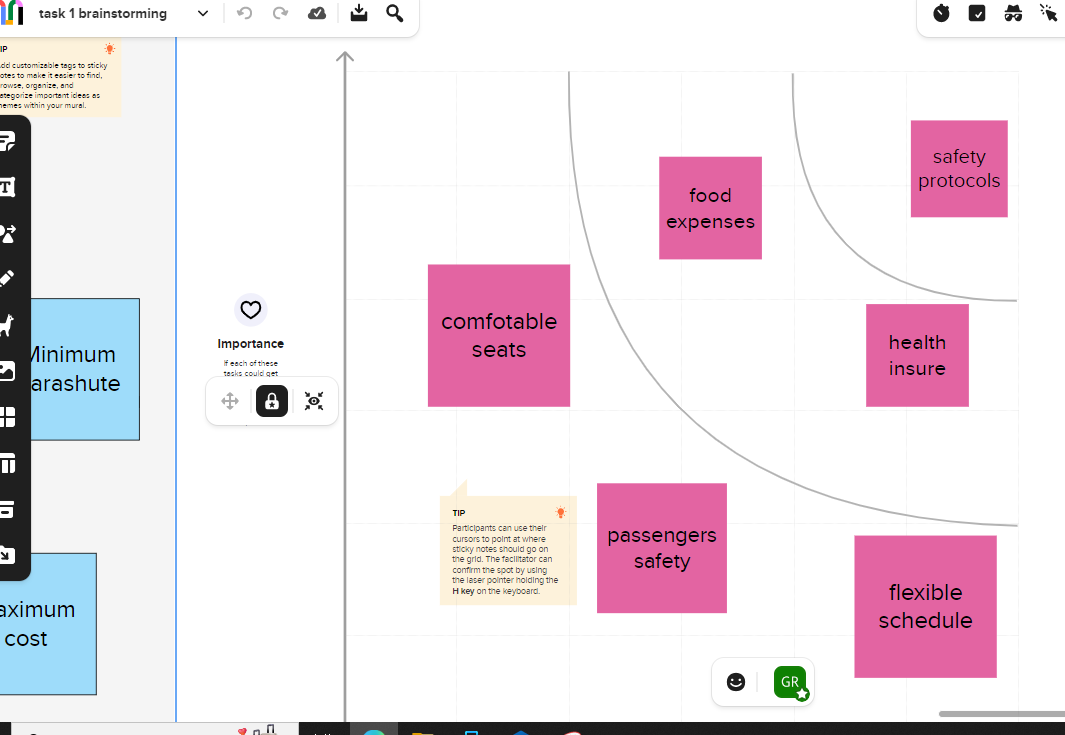 task 1 brainstorming
IP
dd customizable tags to sticky
otes to make it easier to find,
rowse, organize, and
ategorize important ideas as
hemes within your mural.
T
Minimum
arashute
aximum
cost
Importance
If each of these
tasks could get
safety
protocols
food
expenses
comfotable
seats
health
insure
TIP
Participants can use their
cursors to point at where
sticky notes should go on
the grid. The facilitator can
confirm the spot by using
the laser pointer holding the
H key on the keyboard.
passengers
safety
flexible
schedule
GR